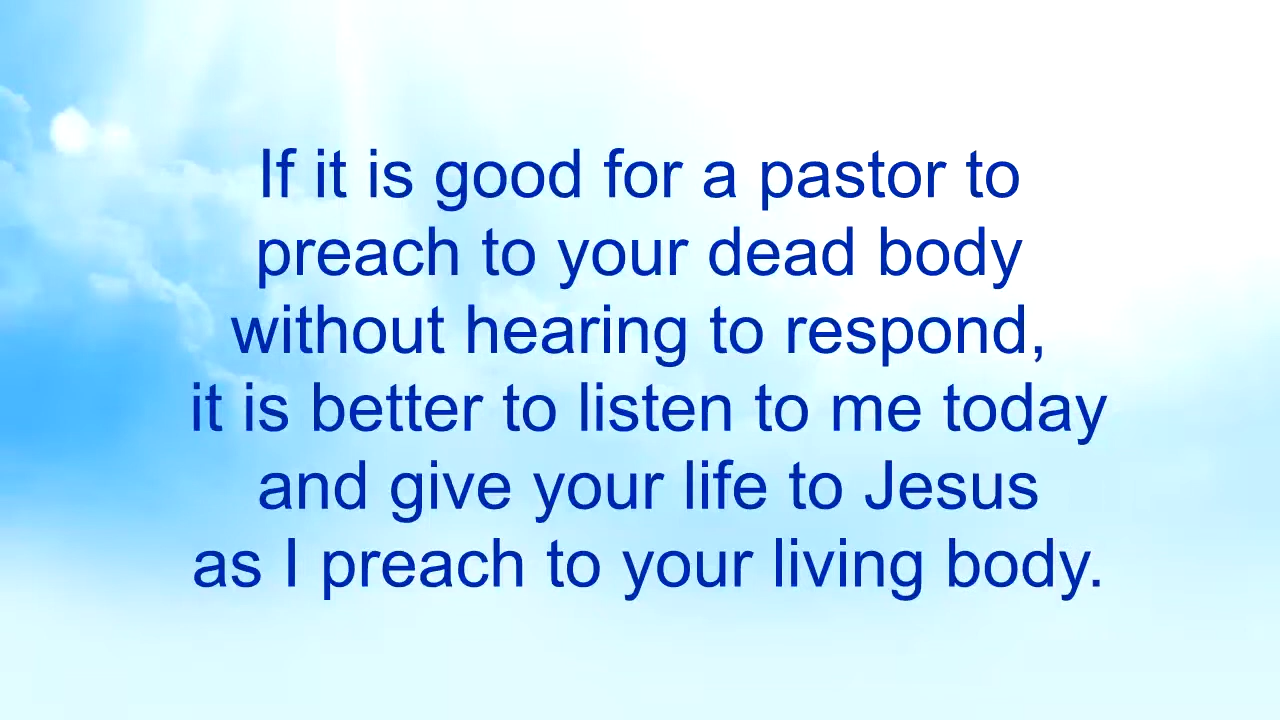 If it is good for a pastor to
preach to your dead body
without hearing to respond,
it is better to listen to me today
and give your life to Jesus
as I preach to your living body.